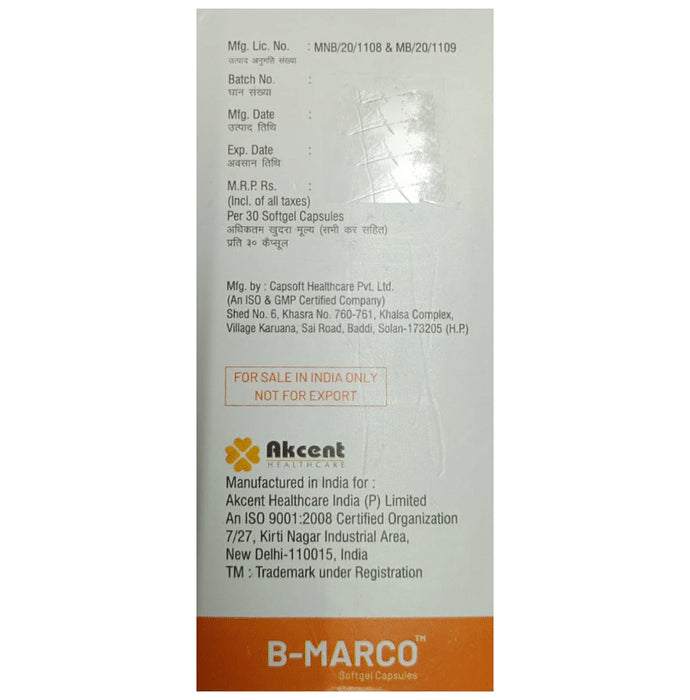 Mfg. Lic. No. : MNB/20/1108 & MB/20/1109
उत्पाद अनुमति संख्या
Batch No. :
घान संख्या
Mfg. Date :
उत्पाद तिथि
Exp. Date :
अवसान तिथि
M.R.P. Rs. :
(Incl. of all taxes)
Per 30 Softgel Capsules
अधिकतम खुदरा मूल्य (सभी कर सहित)
प्रति ३० कैप्सूल
Mfg. by : Capsoft Healthcare Pvt. Ltd.
(An ISO & GMP Certified Company)
Shed No. 6, Khasra No. 760-761, Khalsa Complex,
Village Karuana, Sai Road, Baddi, Solan-173205 (H.P.)
FOR SALE IN INDIA ONLY
NOT FOR EXPORT
Akcent
HEALTHCARE
Manufactured in India for :
Akcent Healthcare India (P) Limited
An ISO 9001:2008 Certified Organization
7/27, Kirti Nagar Industrial Area,
New Delhi-110015, India
TM : Trademark under Registration
B-MARCO™
Softgel Capsules